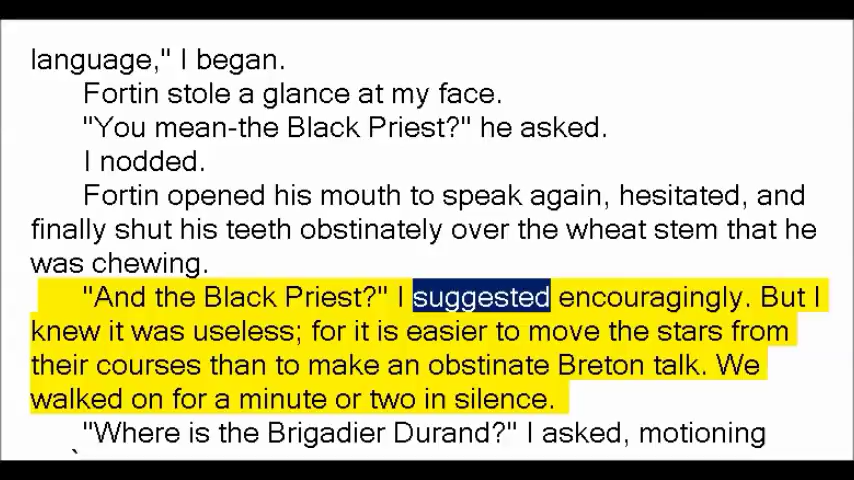 language," I began.
Fortin stole a glance at my face.
"You mean-the Black Priest?" he asked.
I nodded.
Fortin opened his mouth to speak again, hesitated, and
finally shut his teeth obstinately over the wheat stem that he
was chewing.
"And the Black Priest?" I suggested encouragingly. But I
knew it was useless; for it is easier to move the stars from
their courses than to make an obstinate Breton talk. We
walked on for a minute or two in silence.
"Where is the Brigadier Durand?" I asked, motioning